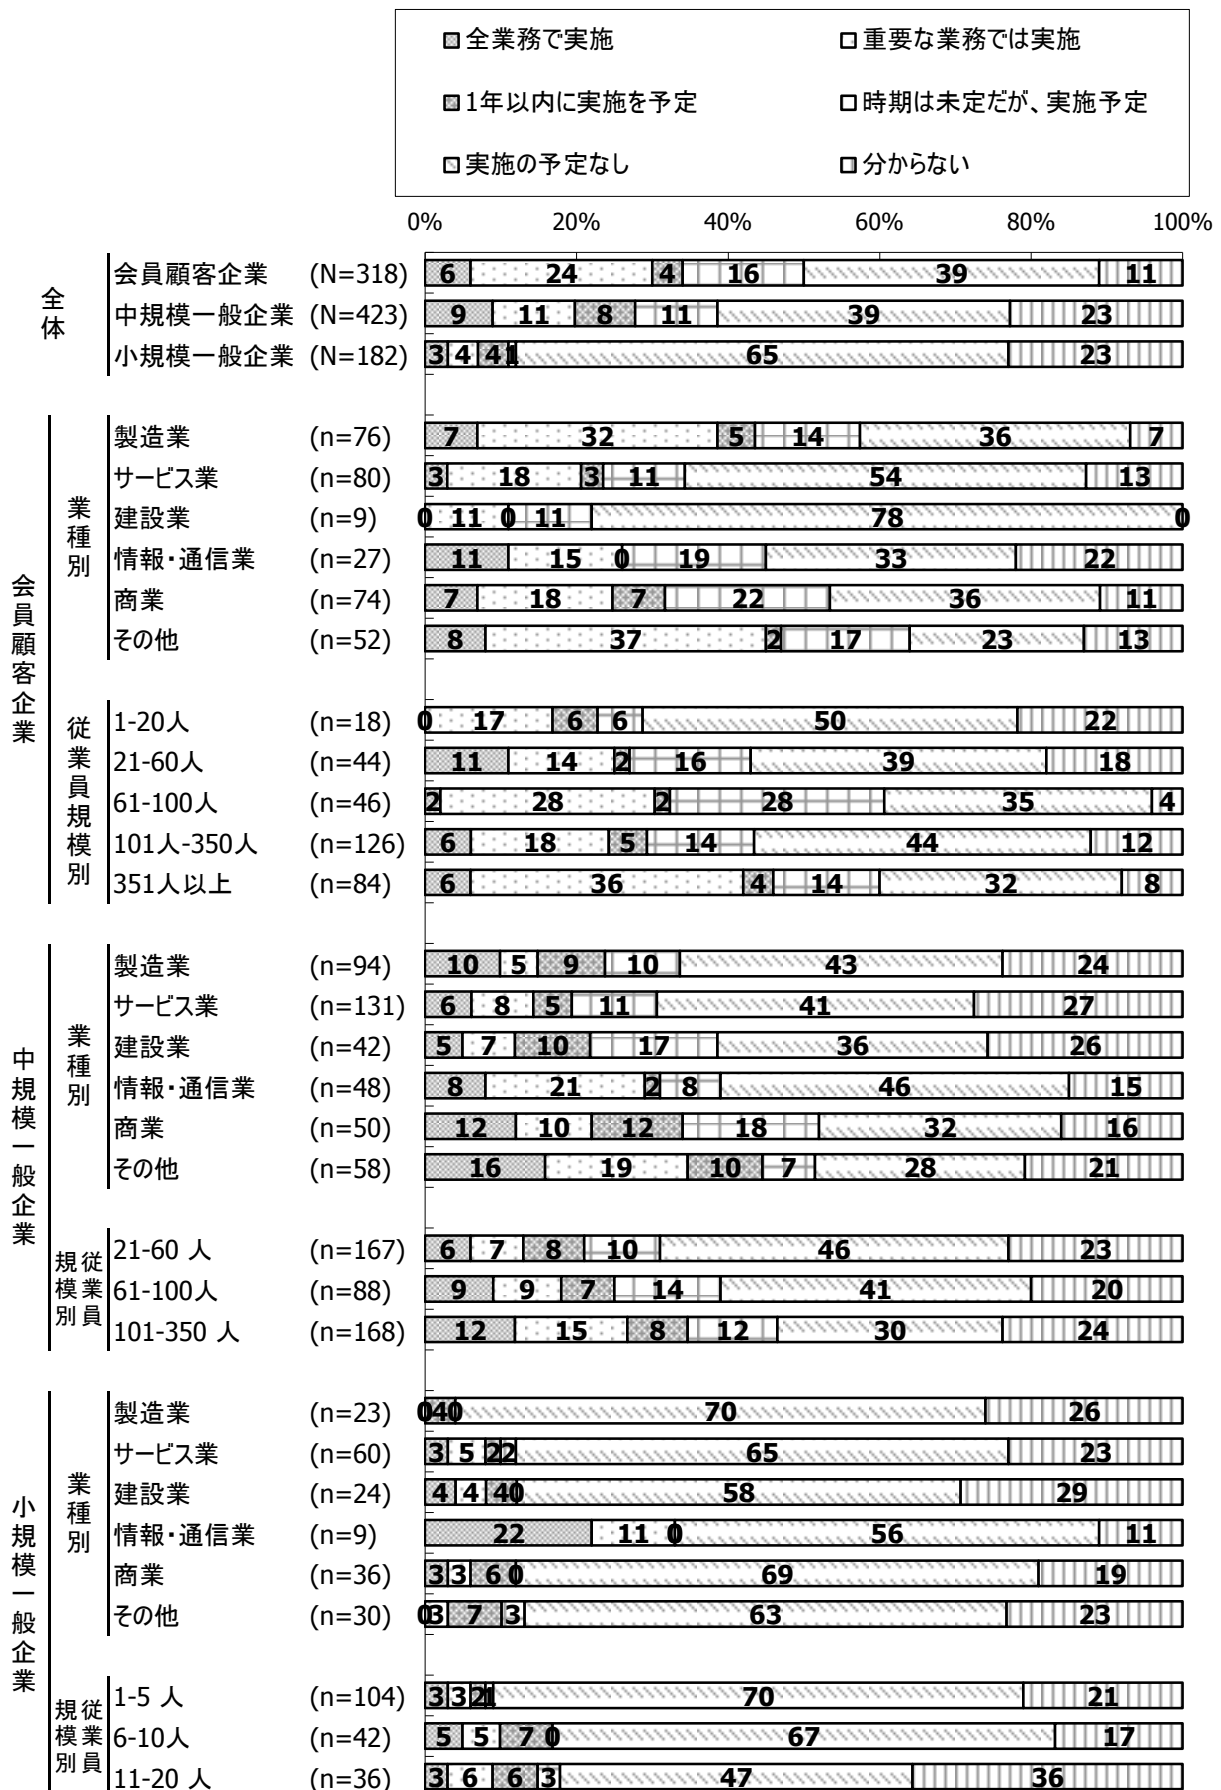 全業務で実施 重要な業務では実施
1年以内に実施を予定 時期は未定だが、実施予定
実施の予定なし 分からない
0% 20% 40% 60% 80% 100%
全体
会員顧客企業 (N=318) 6 24 4 16 39 11
中規模一般企業 (N=423) 9 11 8 11 39 23
小規模一般企業 (N=182) 3 4 4 1 65 23
会員顧客企業
業種別
製造業 (n=76) 7 32 5 14 36 7
サービス業 (n=80) 3 18 3 11 54 13
建設業 (n=9) 0 11 0 11 78 0
情報・通信業 (n=27) 11 15 0 19 33 22
商業 (n=74) 7 18 7 22 36 11
その他 (n=52) 8 37 2 17 23 13
従業員規模別
1-20人 (n=18) 0 17 6 6 50 22
21-60人 (n=44) 11 14 2 16 39 18
61-100人 (n=46) 2 28 2 28 35 4
101人-350人 (n=126) 6 18 5 14 44 12
351人以上 (n=84) 6 36 4 14 32 8
中規模一般企業
業種別
製造業 (n=94) 10 5 9 10 43 24
サービス業 (n=131) 6 8 5 11 41 27
建設業 (n=42) 5 7 10 17 36 26
情報・通信業 (n=48) 8 21 2 8 46 15
商業 (n=50) 12 10 12 18 32 16
その他 (n=58) 16 19 10 7 28 21
従業員規模別
21-60 人 (n=167) 6 7 8 10 46 23
61-100人 (n=88) 9 9 7 14 41 20
101-350 人 (n=168) 12 15 8 12 30 24
小規模一般企業
業種別
製造業 (n=23) 0 4 0 70 26
サービス業 (n=60) 3 5 2 2 65 23
建設業 (n=24) 4 4 4 0 58 29
情報・通信業 (n=9) 22 11 0 56 11
商業 (n=36) 3 3 6 0 69 19
その他 (n=30) 0 3 7 3 63 23
従業員規模別
1-5 人 (n=104) 3 3 2 1 70 21
6-10人 (n=42) 5 5 7 0 67 17
11-20 人 (n=36) 3 6 6 3 47 36